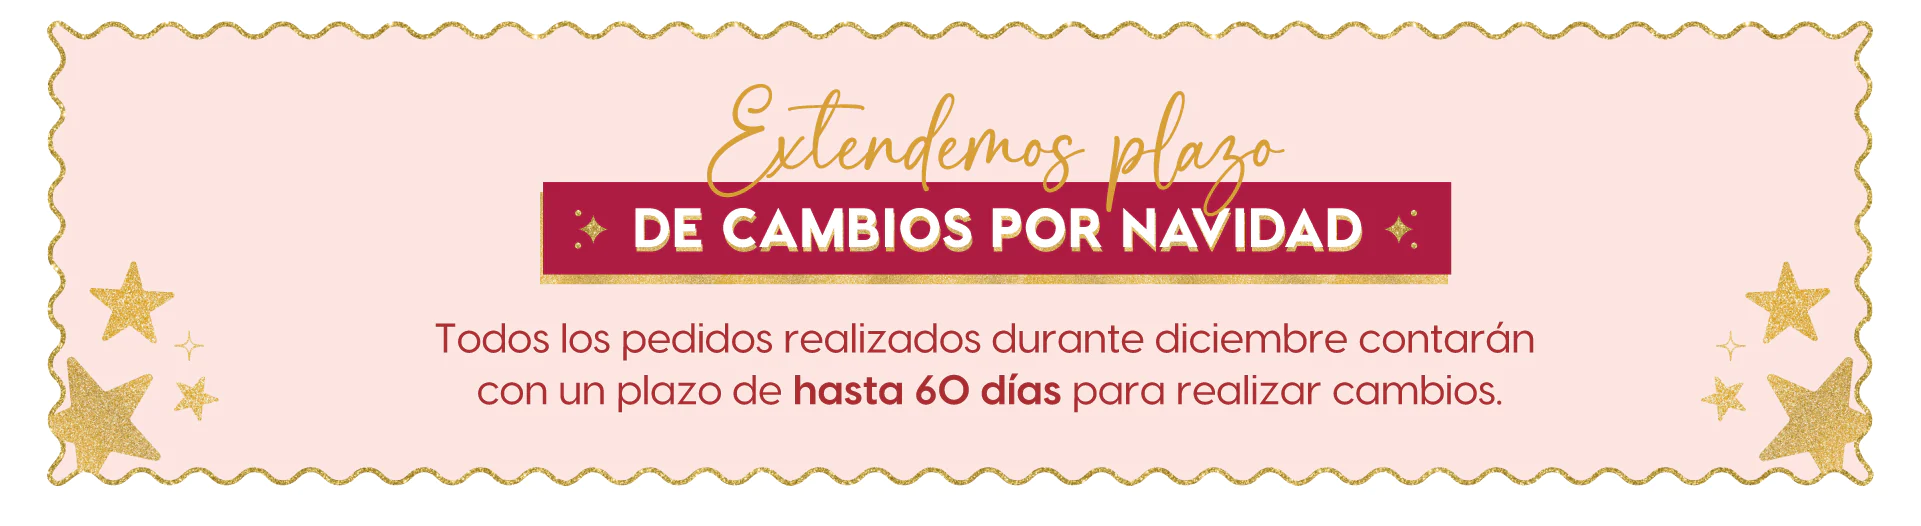 Extendemos plazo
DE CAMBIOS POR NAVIDAD
Todos los pedidos realizados durante diciembre contarán
con un plazo de hasta 60 días para realizar cambios.